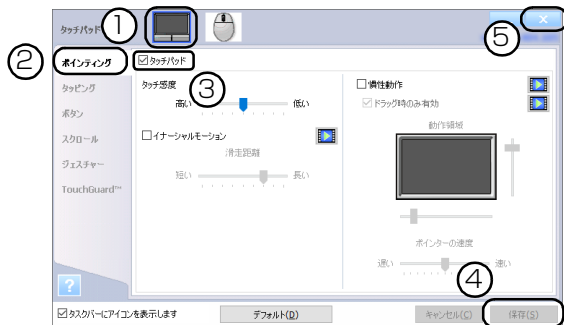 タッチパッド
①
⑤
×
②
ポインティング
☑タッチパッド
タッピング
ボタン
スクロール
ジェスチャー
TouchGuard™
タッチ感度
③
高い
低い
イナーシャルモーション
滑走距離
短い
長い
慣性動作
ドラッグ時のみ有効
動作領域
ポインターの速度
遅い
速い
④
?
タスクバーにアイコンを表示します
デフォルト(D)
キャンセル(C)
保存(S)